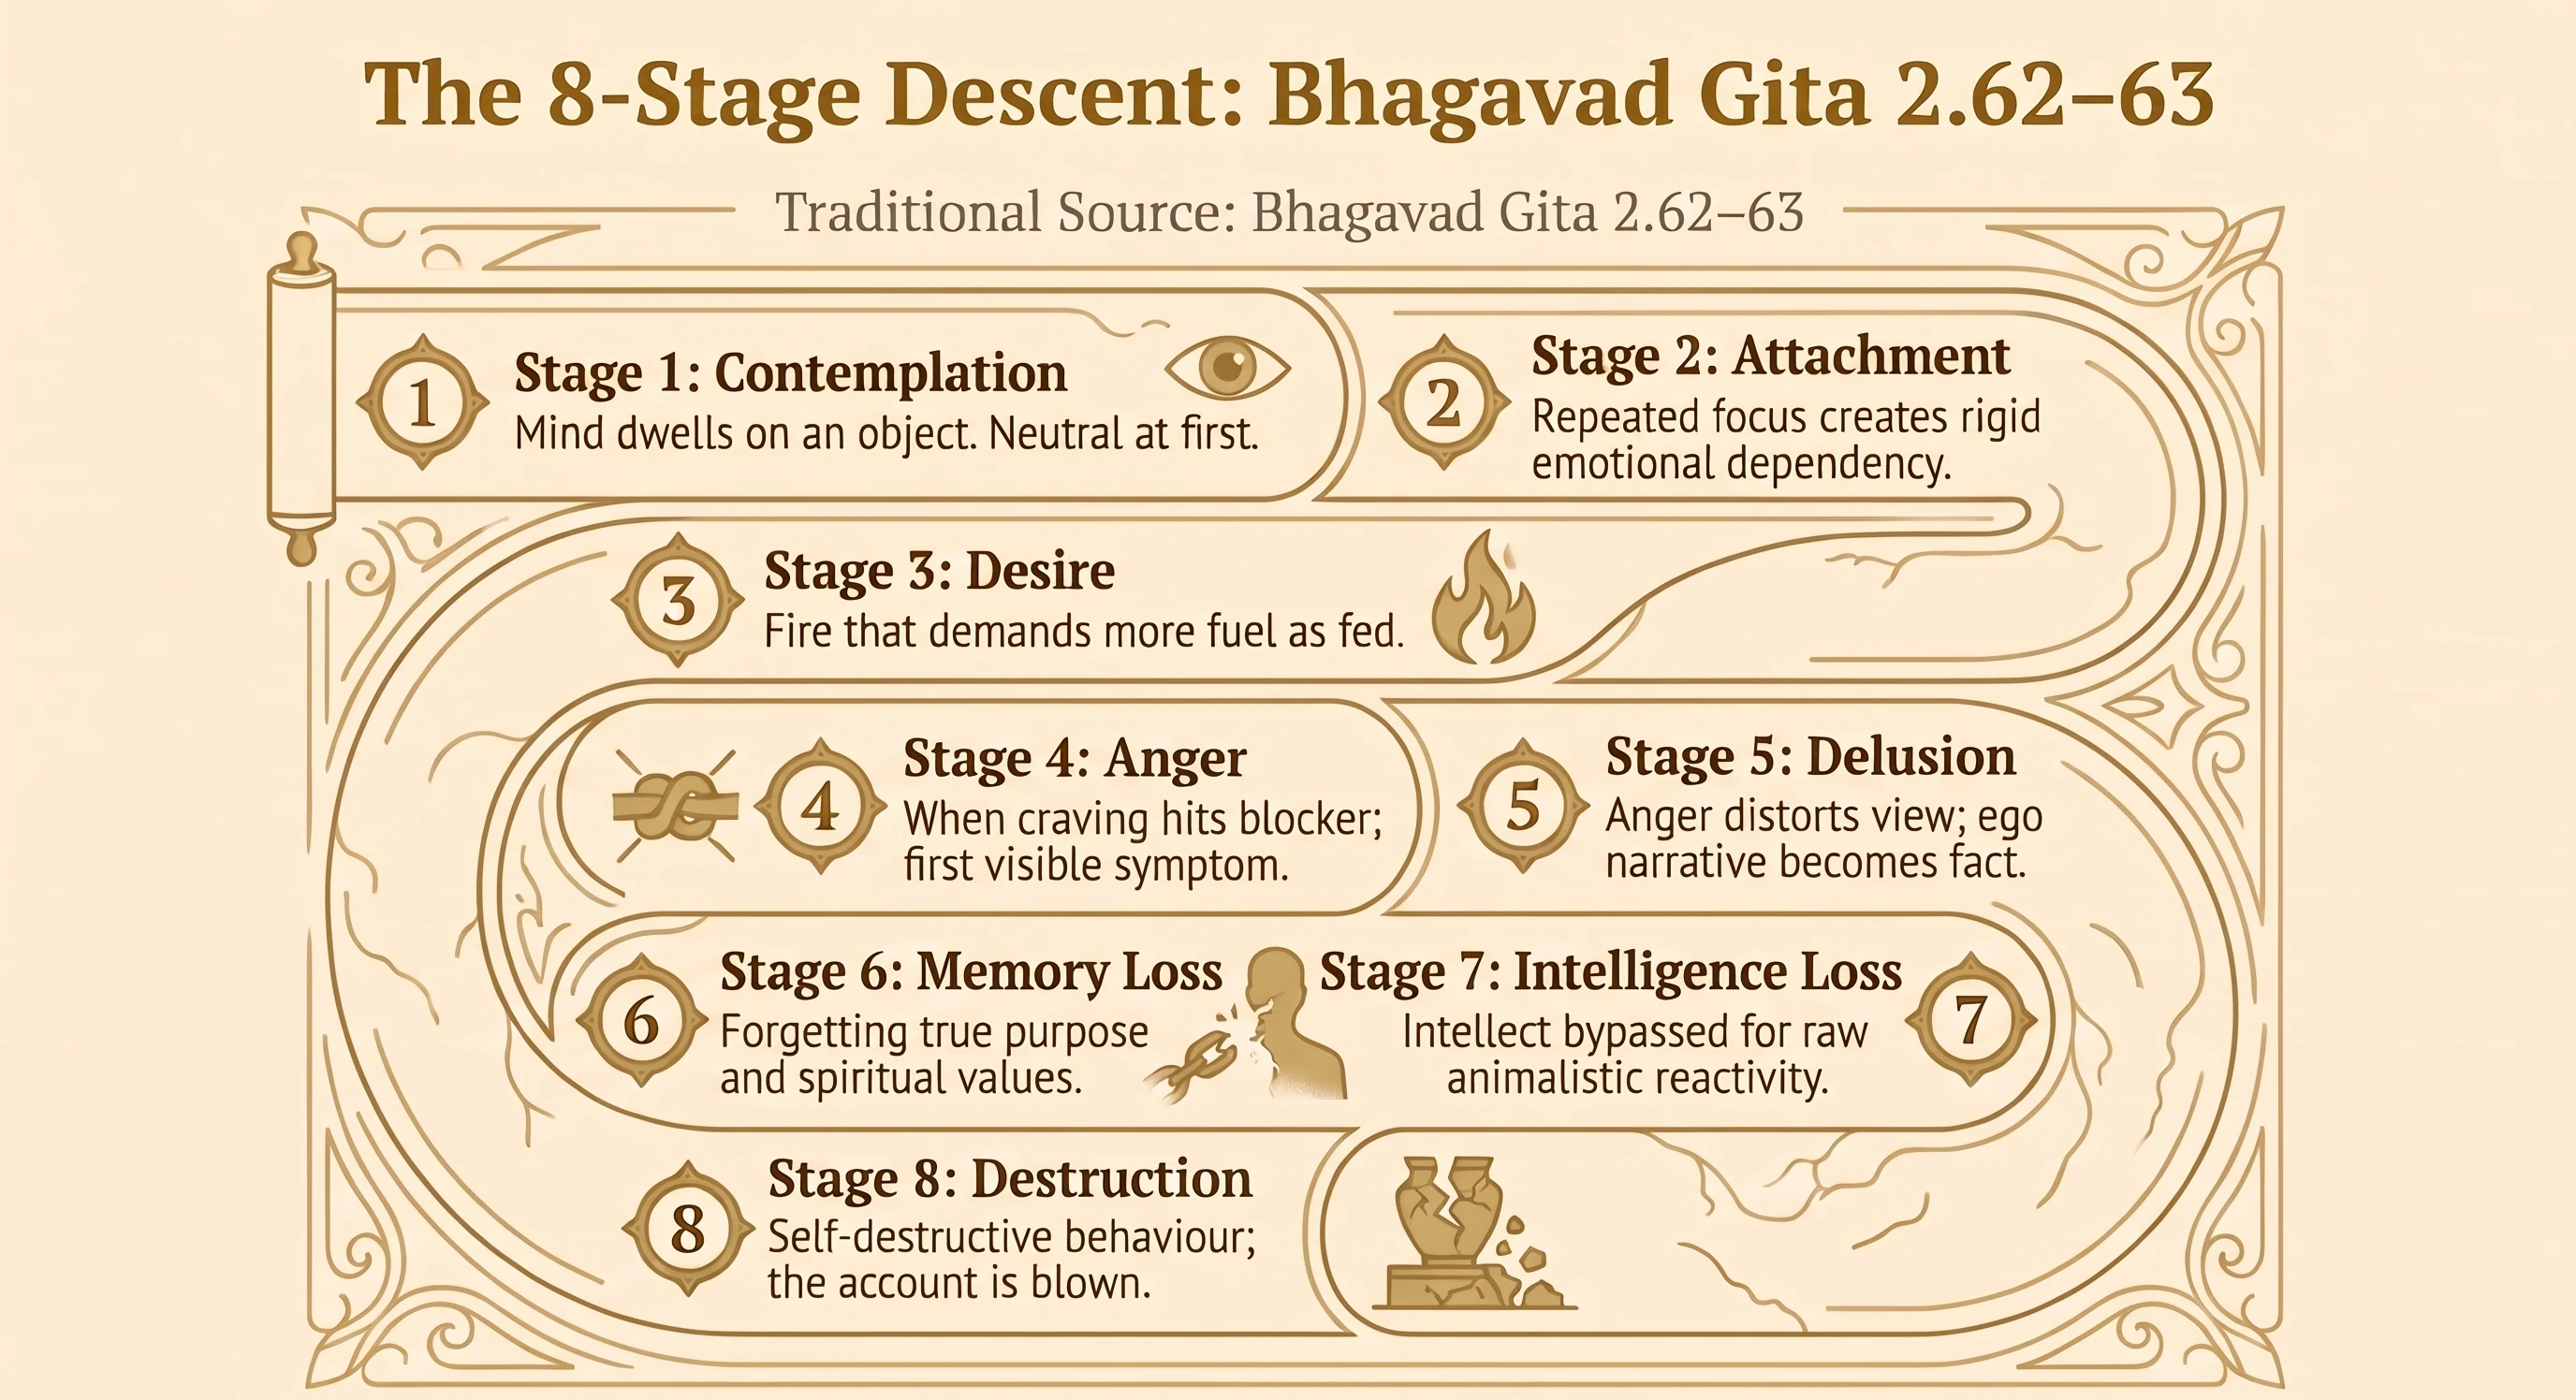 The 8-Stage Descent: Bhagavad Gita 2.62–63
Traditional Source: Bhagavad Gita 2.62–63
1
Stage 1: Contemplation
Mind dwells on an object. Neutral at first.
2
Stage 2: Attachment
Repeated focus creates rigid
emotional dependency.
3
Stage 3: Desire
Fire that demands more fuel as fed.
4
Stage 4: Anger
When craving hits blocker;
first visible symptom.
5
Stage 5: Delusion
Anger distorts view; ego
narrative becomes fact.
6
Stage 6: Memory Loss
Forgetting true purpose
and spiritual values.
Stage 7: Intelligence Loss
Intellect bypassed for raw
animalistic reactivity.
7
8
Stage 8: Destruction
Self-destructive behaviour;
the account is blown.